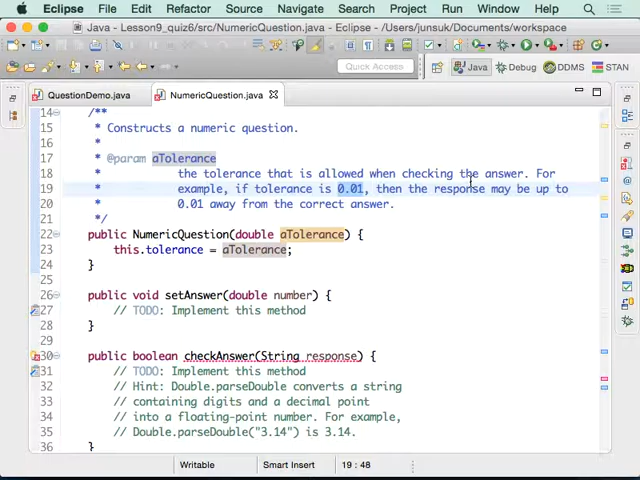 Eclipse File Edit Refactor Source Navigate Search Project Run Window Help
Java - Lesson9_quiz6/src/NumericQuestion.java - Eclipse - /Users/junsuk/Documents/workspace
Quick Access Java Debug DDMS STAN
QuestionDemo.java NumericQuestion.java
14 /**
15 * Constructs a numeric question.
16 *
17 * @param aTolerance
18 * the tolerance that is allowed when checking the answer. For
19 * example, if tolerance is 0.01, then the response may be up to
20 * 0.01 away from the correct answer.
21 */
22 public NumericQuestion(double aTolerance) {
23 this.tolerance = aTolerance;
24 }
25
26 public void setAnswer(double number) {
27 // TODO: Implement this method
28 }
29
30 public boolean checkAnswer(String response) {
31 // TODO: Implement this method
32 // Hint: Double.parseDouble converts a string
33 // containing digits and a decimal point
34 // into a floating-point number. For example,
35 // Double.parseDouble("3.14") is 3.14.
36 }
Writable Smart Insert 19 : 48